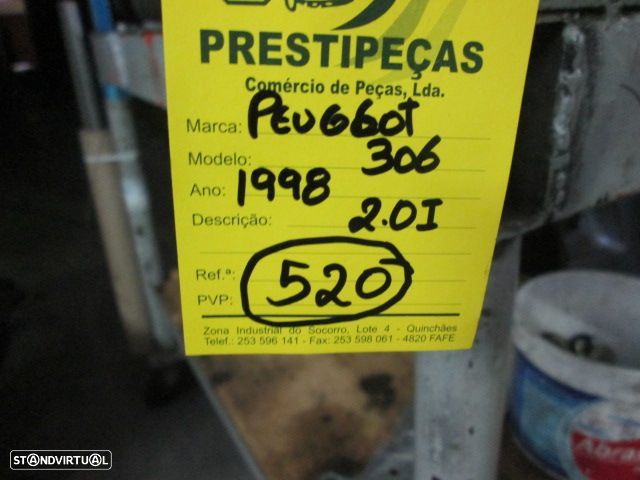 PRESTIPEÇAS
Comércio de Peças, Lda.
Marca: PEUGEOT
Modelo: 306
Ano: 1998
Descrição: 2.0I
Ref.ª:
PVP: 520
Zona Industrial do Socorro, Lote 4 - Quinchães
Telef.: 253 596 141 - Fax: 253 598 061 - 4820 FAFE
STANDVIRTUAL